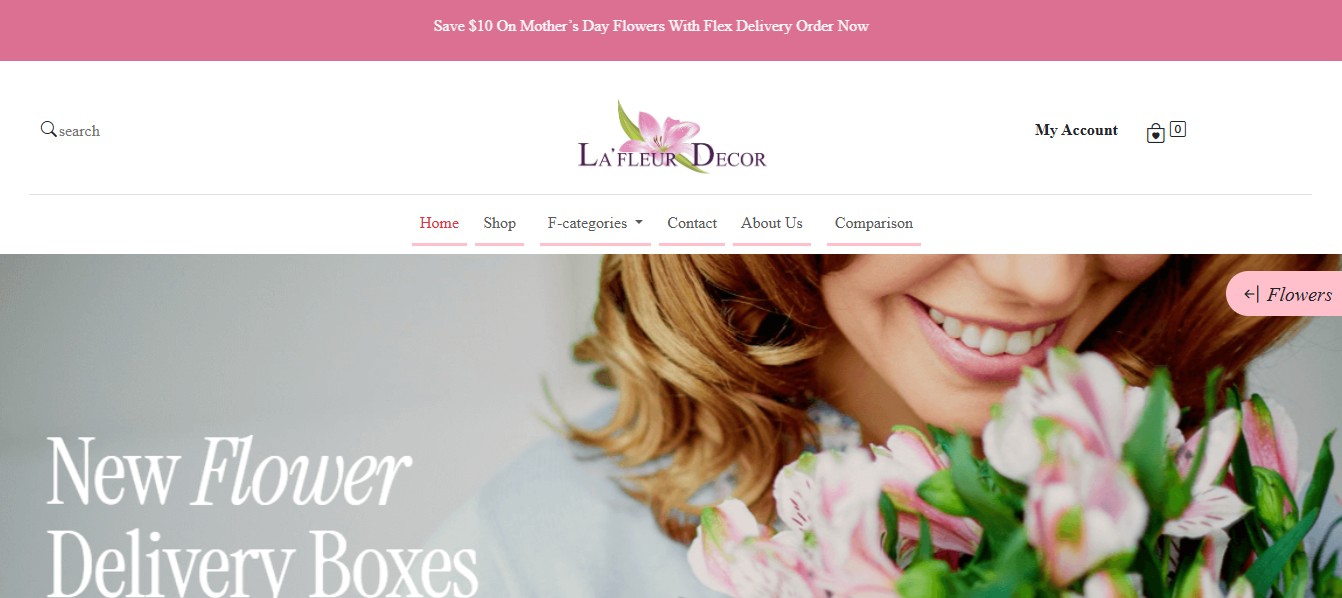 Save $10 On Mother’s Day Flowers With Flex Delivery Order Now
search
LA'FLEUR DECOR
My Account
0
Home Shop F-categories Contact About Us Comparison
Flowers
New Flower
Delivery Boxes